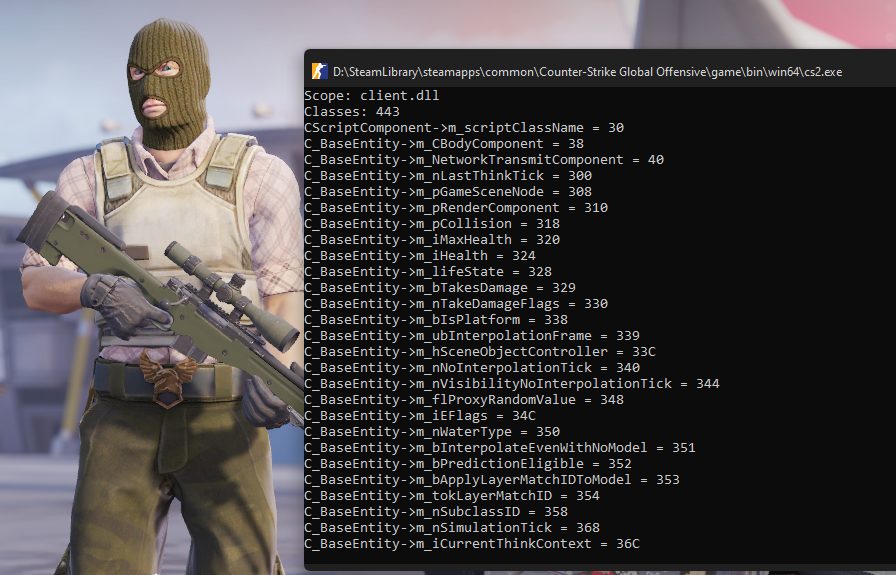 D:\SteamLibrary\steamapps\common\Counter-Strike Global Offensive\game\bin\win64\cs2.exe
Scope: client.dll
Classes: 443
CScriptComponent->m_scriptClassName = 30
C_BaseEntity->m_CBodyComponent = 38
C_BaseEntity->m_NetworkTransmitComponent = 40
C_BaseEntity->m_nLastThinkTick = 300
C_BaseEntity->m_pGameSceneNode = 308
C_BaseEntity->m_pRenderComponent = 310
C_BaseEntity->m_pCollision = 318
C_BaseEntity->m_iMaxHealth = 320
C_BaseEntity->m_iHealth = 324
C_BaseEntity->m_lifeState = 328
C_BaseEntity->m_bTakesDamage = 329
C_BaseEntity->m_nTakeDamageFlags = 330
C_BaseEntity->m_bIsPlatform = 338
C_BaseEntity->m_ubInterpolationFrame = 339
C_BaseEntity->m_hSceneObjectController = 33C
C_BaseEntity->m_nNoInterpolationTick = 340
C_BaseEntity->m_nVisibilityNoInterpolationTick = 344
C_BaseEntity->m_flProxyRandomValue = 348
C_BaseEntity->m_iEFlags = 34C
C_BaseEntity->m_nWaterType = 350
C_BaseEntity->m_bInterpolateEvenWithNoModel = 351
C_BaseEntity->m_bPredictionEligible = 352
C_BaseEntity->m_bApplyLayerMatchIDToModel = 353
C_BaseEntity->m_tokLayerMatchID = 354
C_BaseEntity->m_nSubclassID = 358
C_BaseEntity->m_nSimulationTick = 368
C_BaseEntity->m_iCurrentThinkContext = 36C